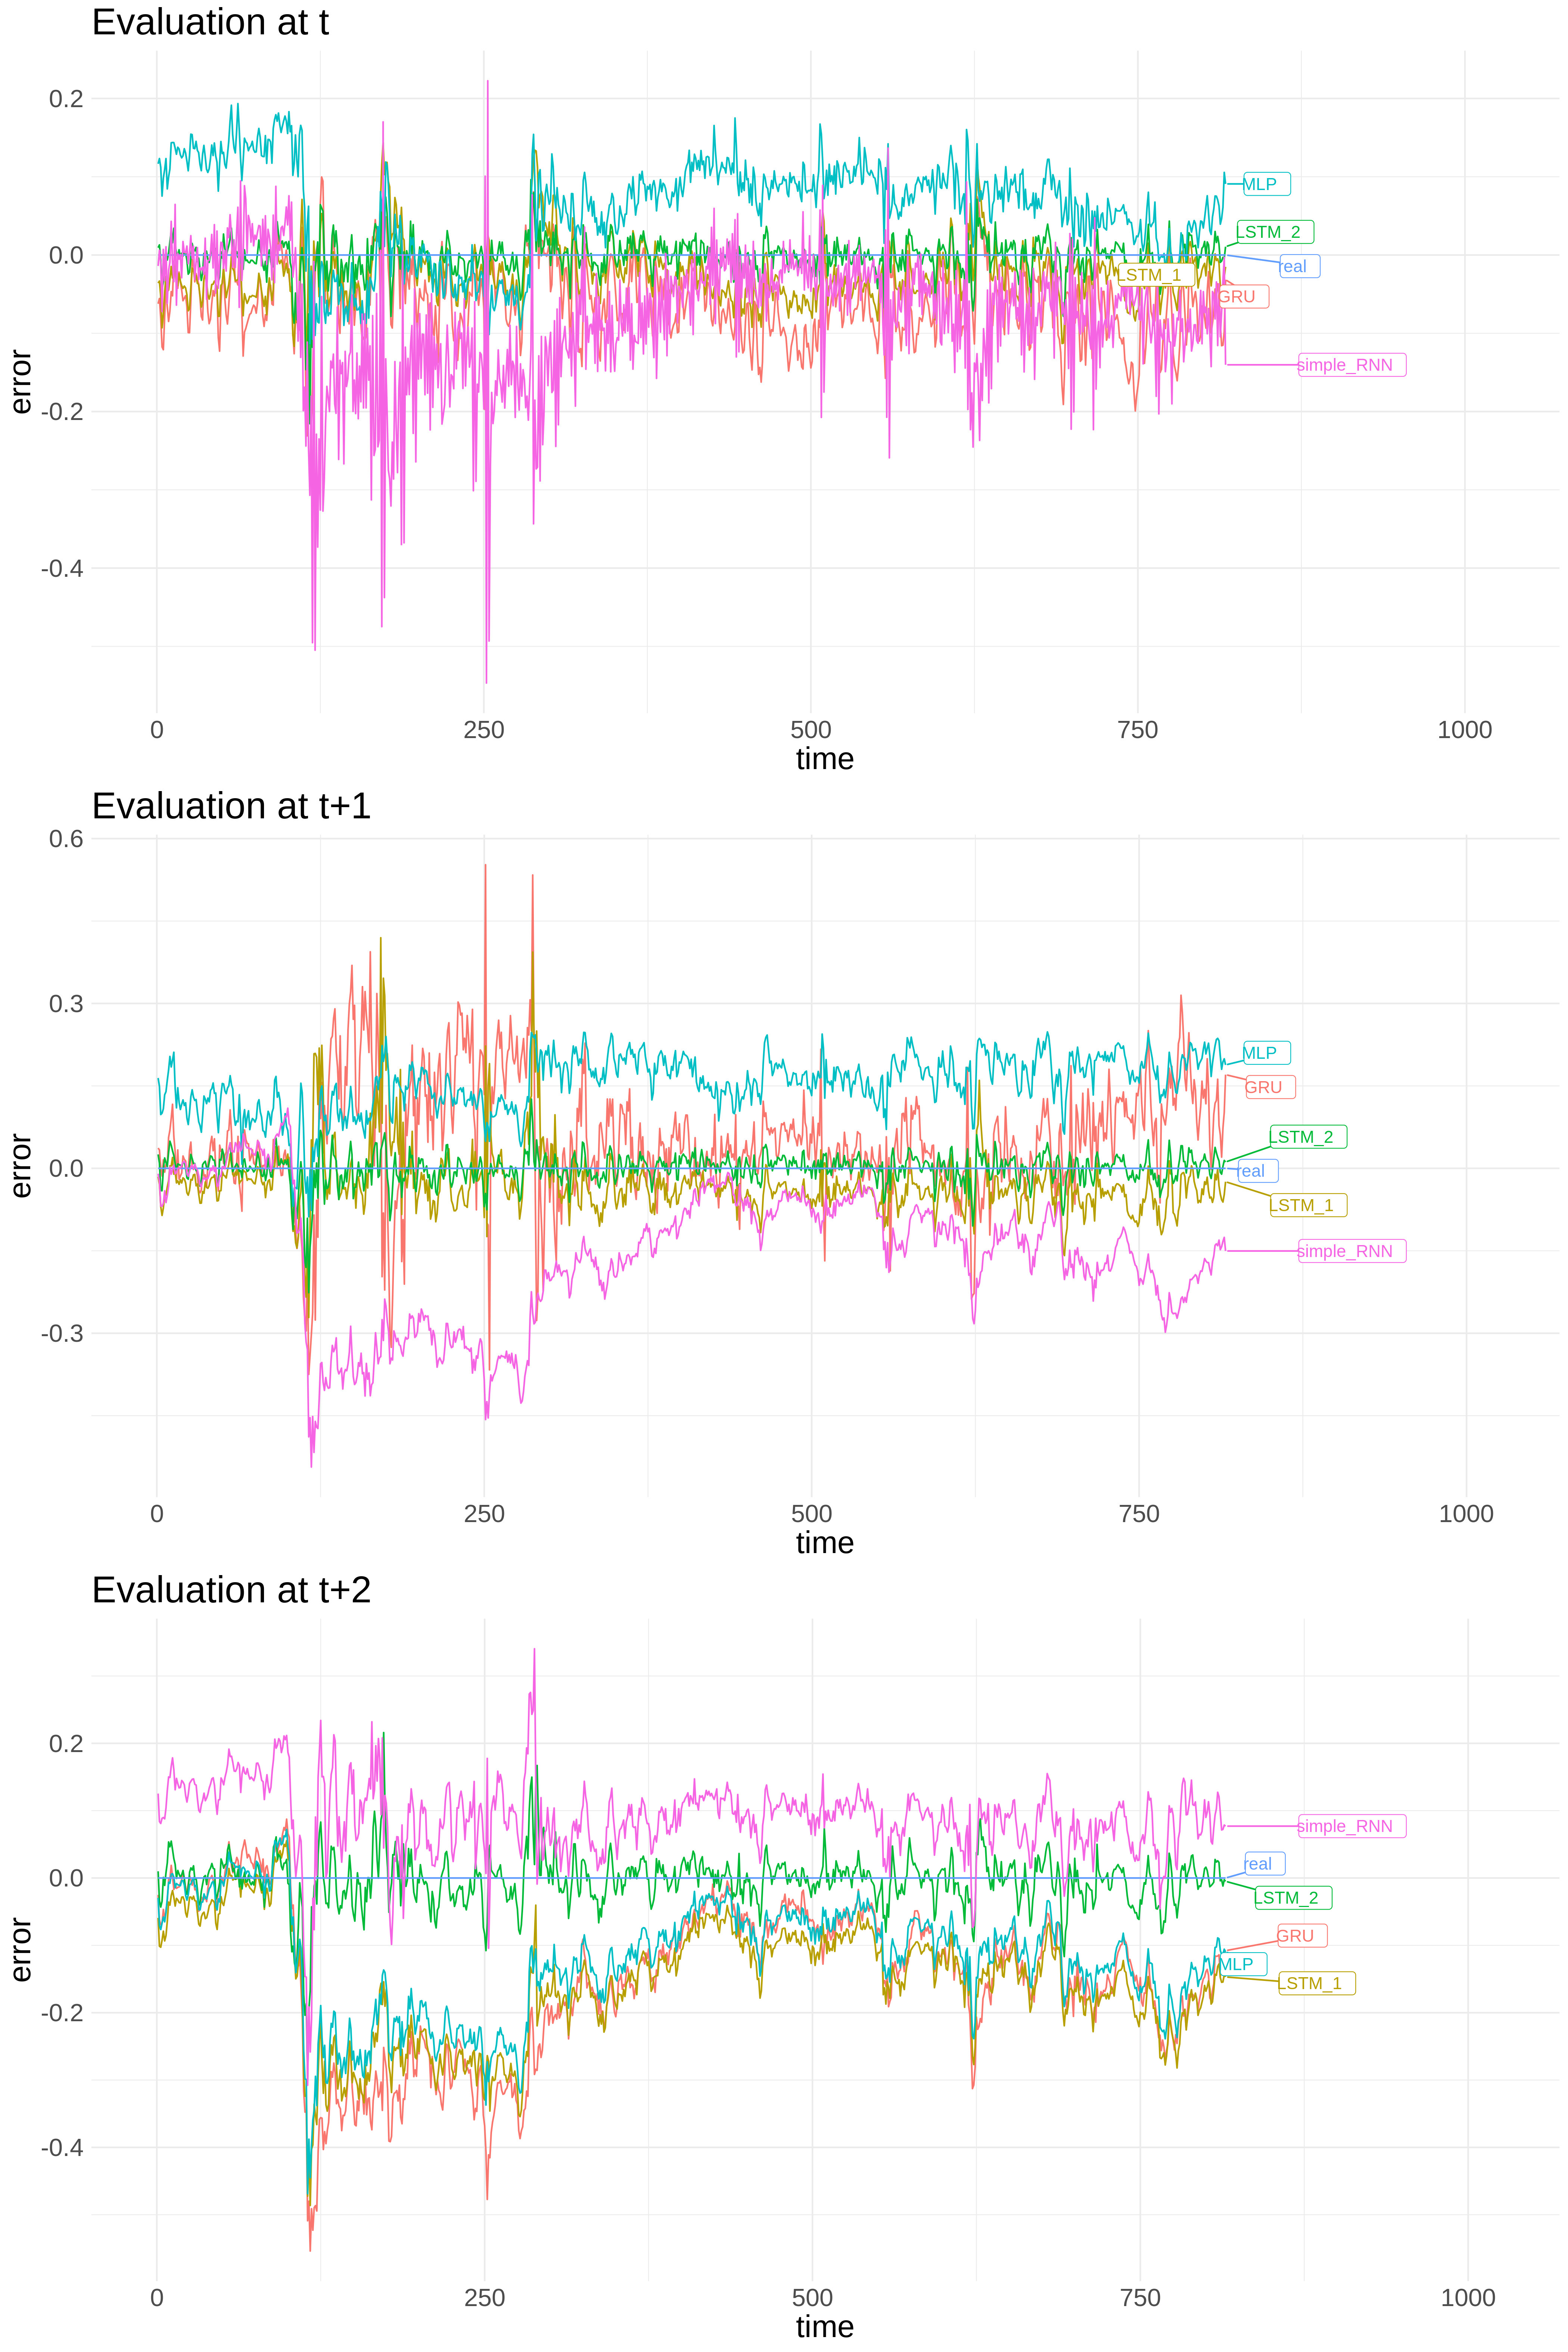 Evaluation at t
0.2
0.0
-0.2
-0.4
error
MLP
LSTM_2
real
LSTM_1
GRU
simple_RNN
0
250
500
750
1000
time
Evaluation at t+1
0.6
0.3
0.0
-0.3
error
MLP
GRU
LSTM_2
real
LSTM_1
simple_RNN
0
250
500
750
1000
time
Evaluation at t+2
0.2
0.0
-0.2
-0.4
error
simple_RNN
real
LSTM_2
GRU
MLP
LSTM_1
0
250
500
750
1000
time